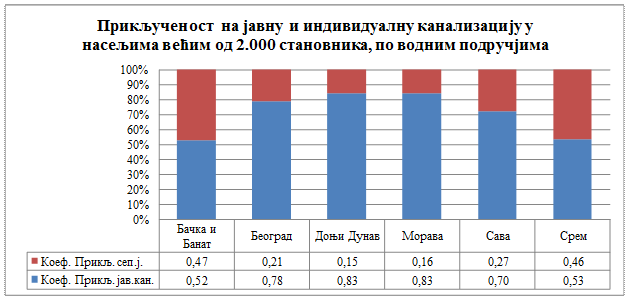 Прикљученост на јавну и индивидуалну канализацију у
насељима већим од 2.000 становника, по водним подручјима
100%
90%
80%
70%
60%
50%
40%
30%
20%
10%
0%
Бачка и
Банат
Београд
Доњи Дунав
Морава
Сава
Срем
Коеф. Прикљ. сеп.ј. 0,47 0,21 0,15 0,16 0,27 0,46
Коеф. Прикљ. јав.кан. 0,52 0,78 0,83 0,83 0,70 0,53